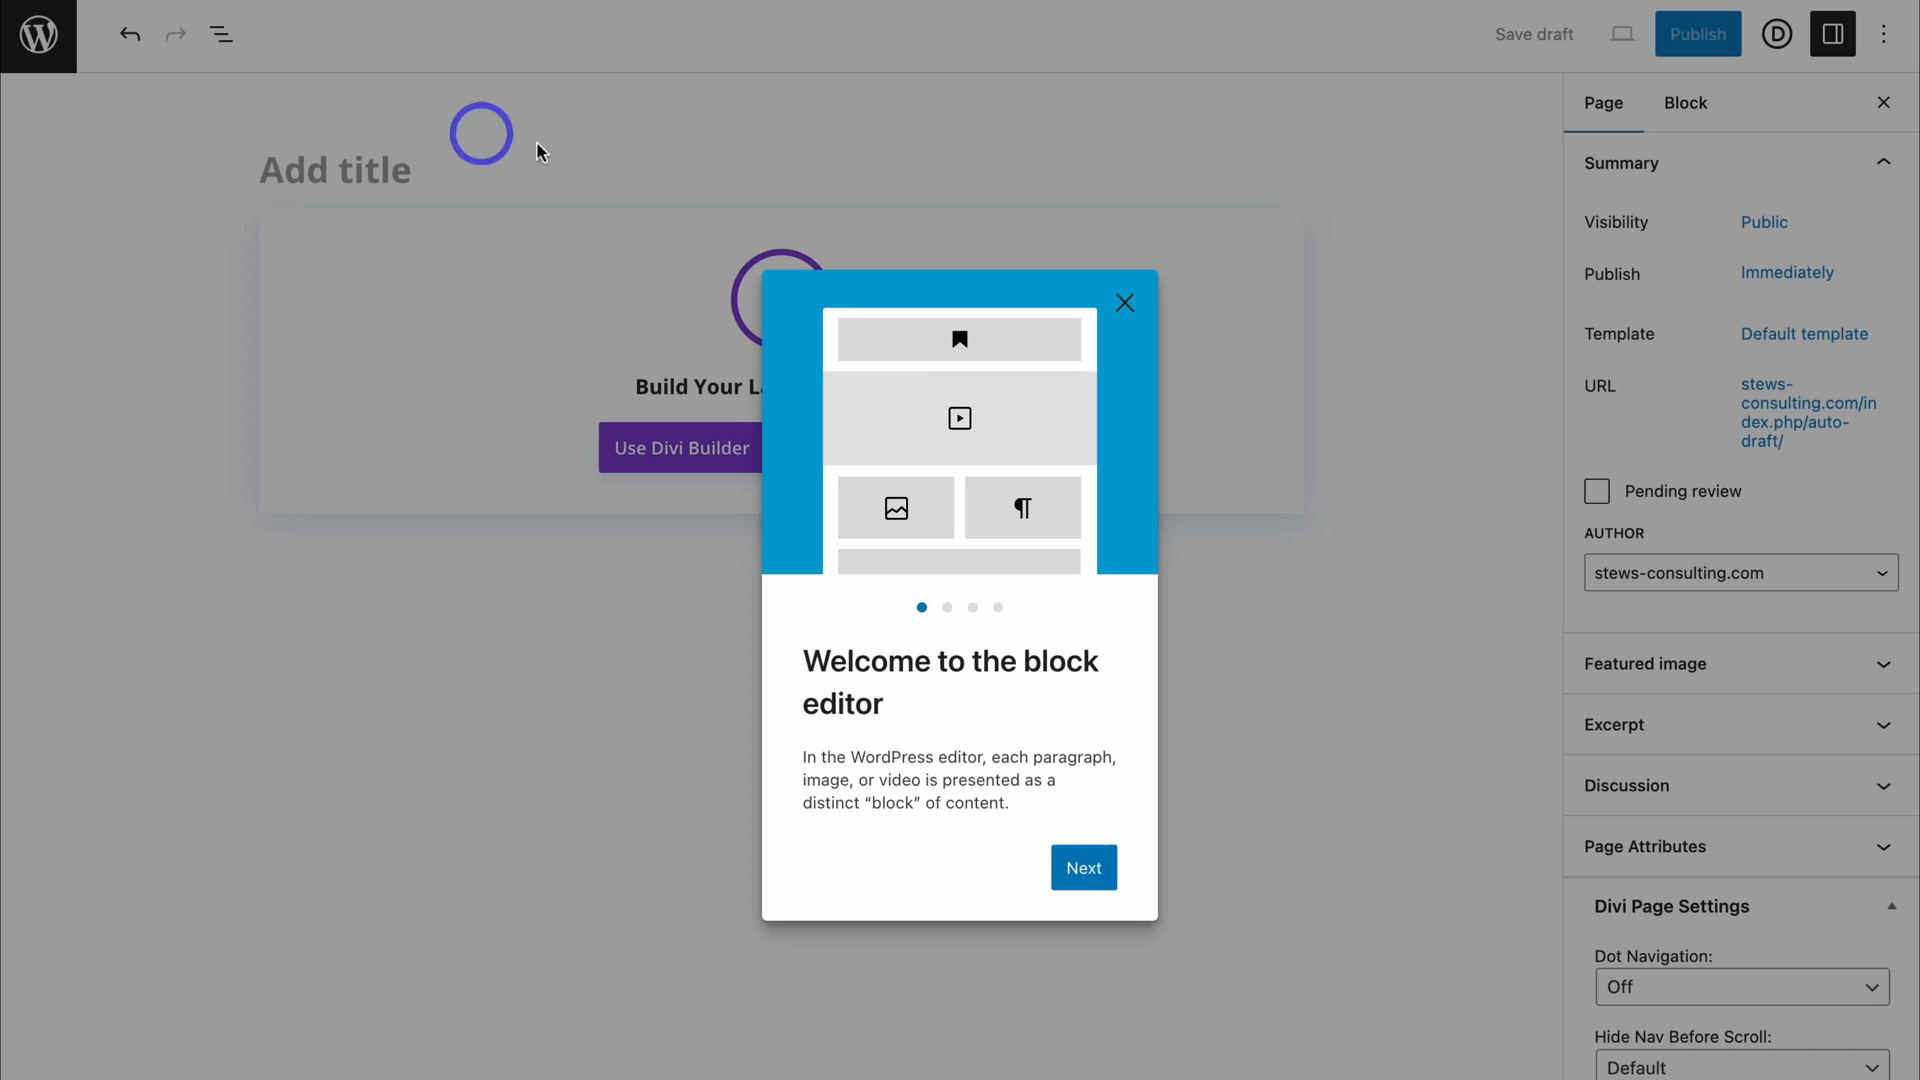 Save draft
Publish
Add title
Build Your La
Use Divi Builder
Welcome to the block
editor
In the WordPress editor, each paragraph,
image, or video is presented as a
distinct “block” of content.
Next
Page
Block
Summary
Visibility
Public
Publish
Immediately
Template
Default template
URL
stews-
consulting.com/in
dex.php/auto-
draft/
Pending review
AUTHOR
stews-consulting.com
Featured image
Excerpt
Discussion
Page Attributes
Divi Page Settings
Dot Navigation:
Off
Hide Nav Before Scroll:
Default